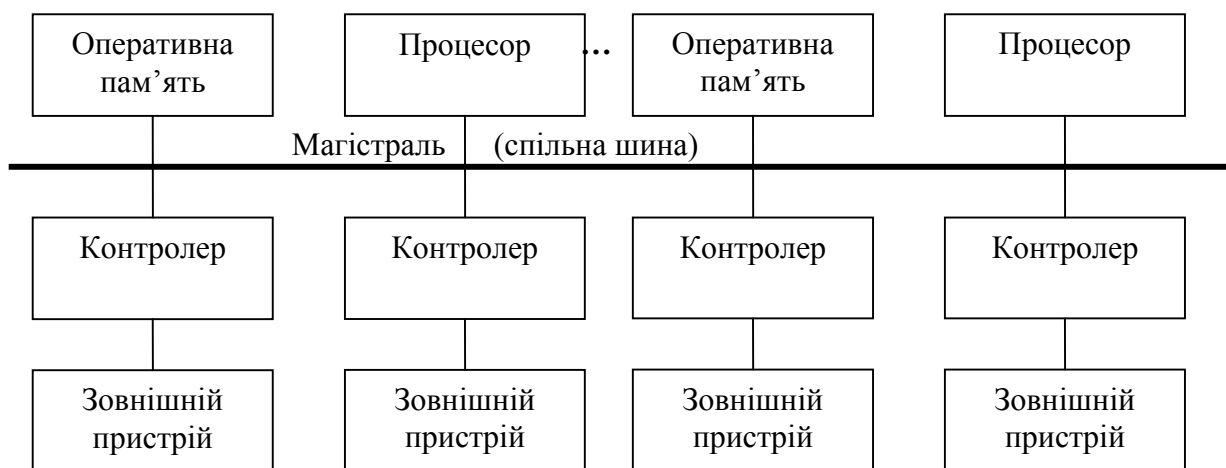 Оперативна
пам’ять
Процесор
...
Оперативна
пам’ять
Процесор
Магістраль (спільна шина)
Контролер
Контролер
Контролер
Контролер
Зовнішній
пристрій
Зовнішній
пристрій
Зовнішній
пристрій
Зовнішній
пристрій